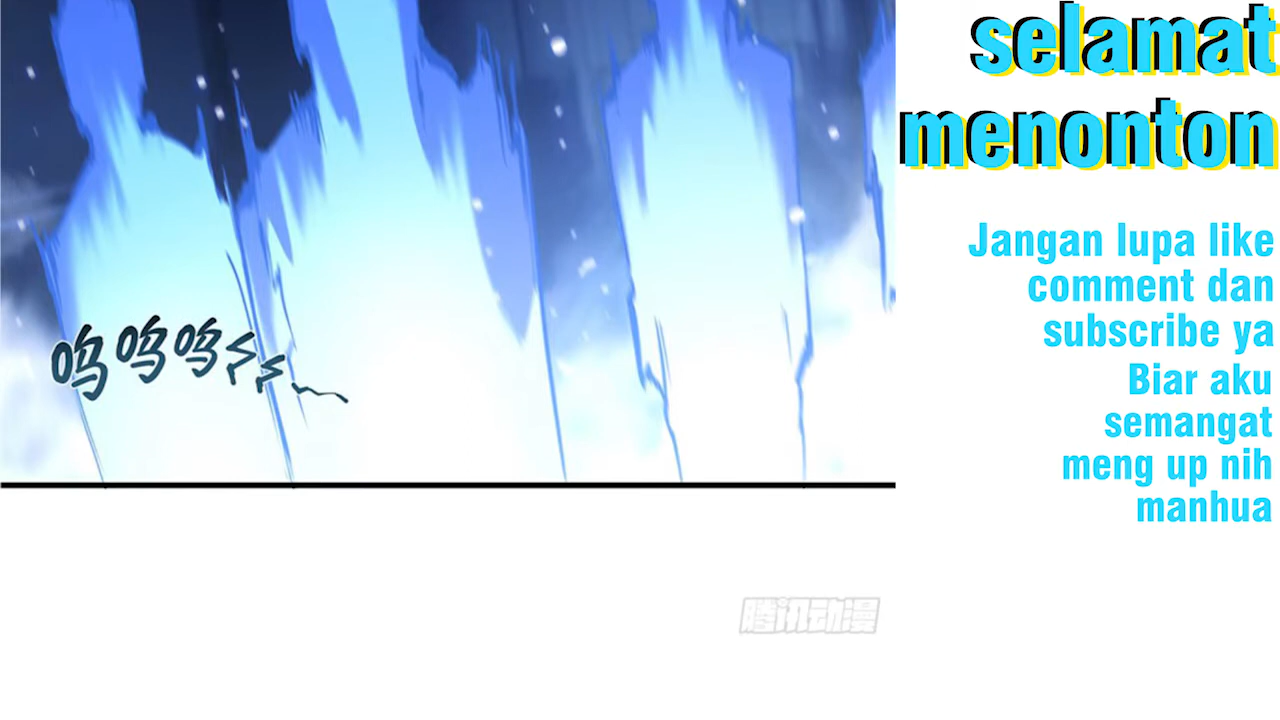 selamat
menonton
Jangan lupa like
comment dan
subscribe ya
Biar aku
semangat
meng up nih
manhua
呜呜呜
腾讯动漫